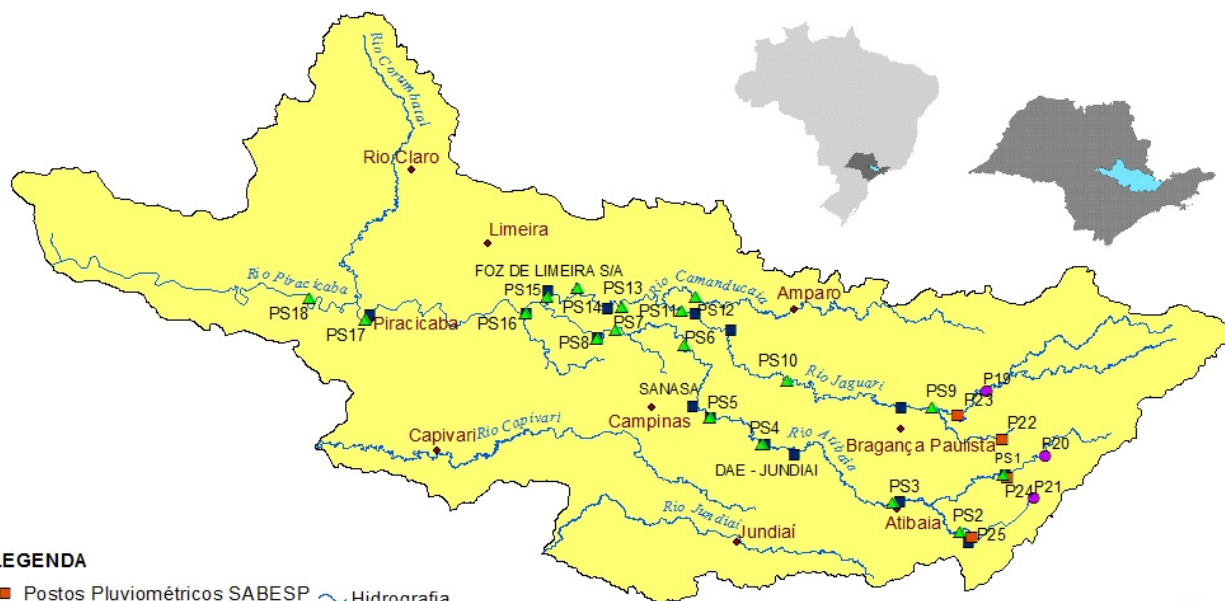 Rio Corumbataí
Rio Claro
Limeira
FOZ DE LIMEIRA S/A
Rio Piracicaba
PS18
PS17
Piracicaba
PS16
PS15
PS14
PS13
Rio Camanducaia
Amparo
PS11
PS12
PS7
PS8
PS6
PS10
Rio Jaguari
PS9
P19
P23
P22
Bragança Paulista
P20
PS1
P24
P21
SANASA
PS5
Campinas
PS4
Rio Atibaia
DAE - JUNDIAI
PS3
Atibaia
PS2
P25
Capivari
Rio Capivari
Rio Jundiaí
Jundiaí
LEGENDA
Postos Pluviométricos SABESP
Hidrografia